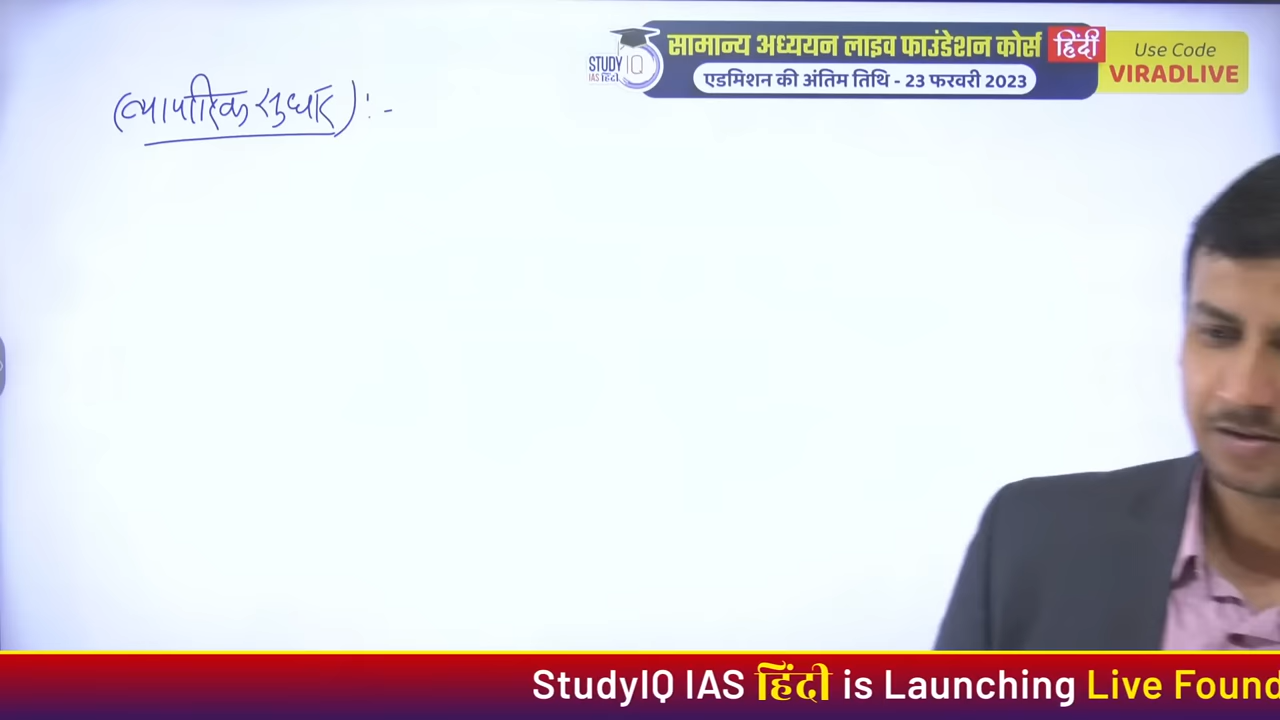 सामान्य अध्ययन लाइव फाउंडेशन कोर्स हिंदी
STUDY IQ
IAS हिंदी
एडमिशन की अंतिम तिथि - 23 फरवरी 2023
Use Code
VIRADLIVE
(व्यापारिक सुधार) :-
StudyIQ IAS हिंदी is Launching Live Found